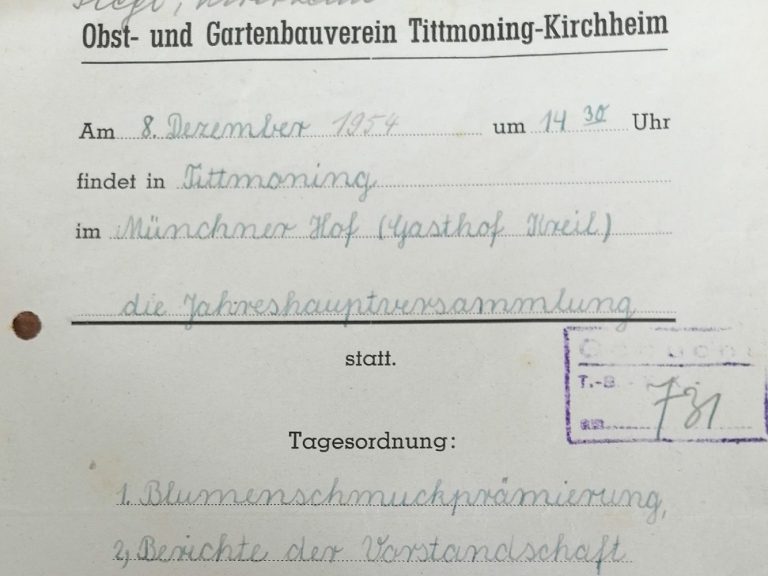 Obst- und Gartenbauverein Tittmoning-Kirchheim
Am 8. Dezember 1954 um 14 30 Uhr
findet in Tittmoning
im Münchner Hof (Gasthof Kreil)
die Jahreshauptversammlung
statt.
T.-B.
731
Tagesordnung:
1. Blumenschmuckprämierung,
2, Berichte der Vorstandschaft